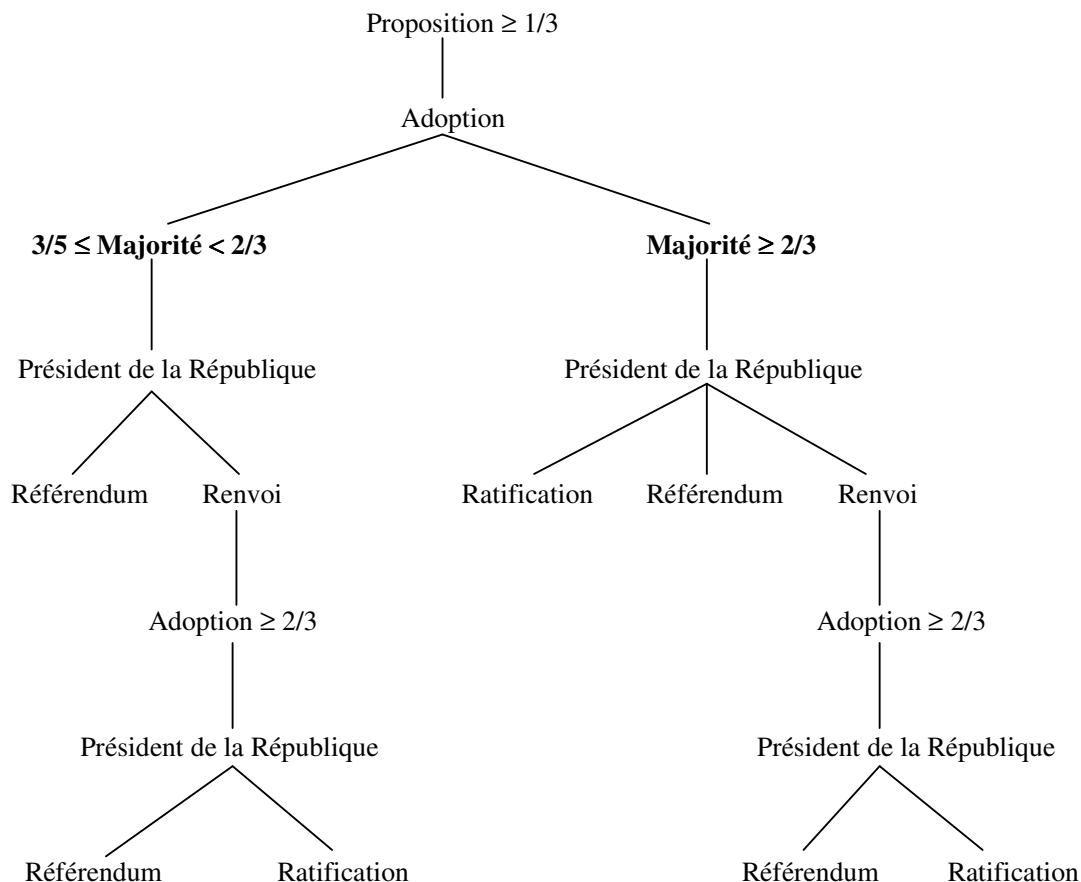 Proposition ≥ 1/3
Adoption
3/5 ≤ Majorité < 2/3
Majorité ≥ 2/3
Président de la République
Président de la République
Référendum
Renvoi
Ratification
Référendum
Renvoi
Adoption ≥ 2/3
Adoption ≥ 2/3
Président de la République
Président de la République
Référendum
Ratification
Référendum
Ratification